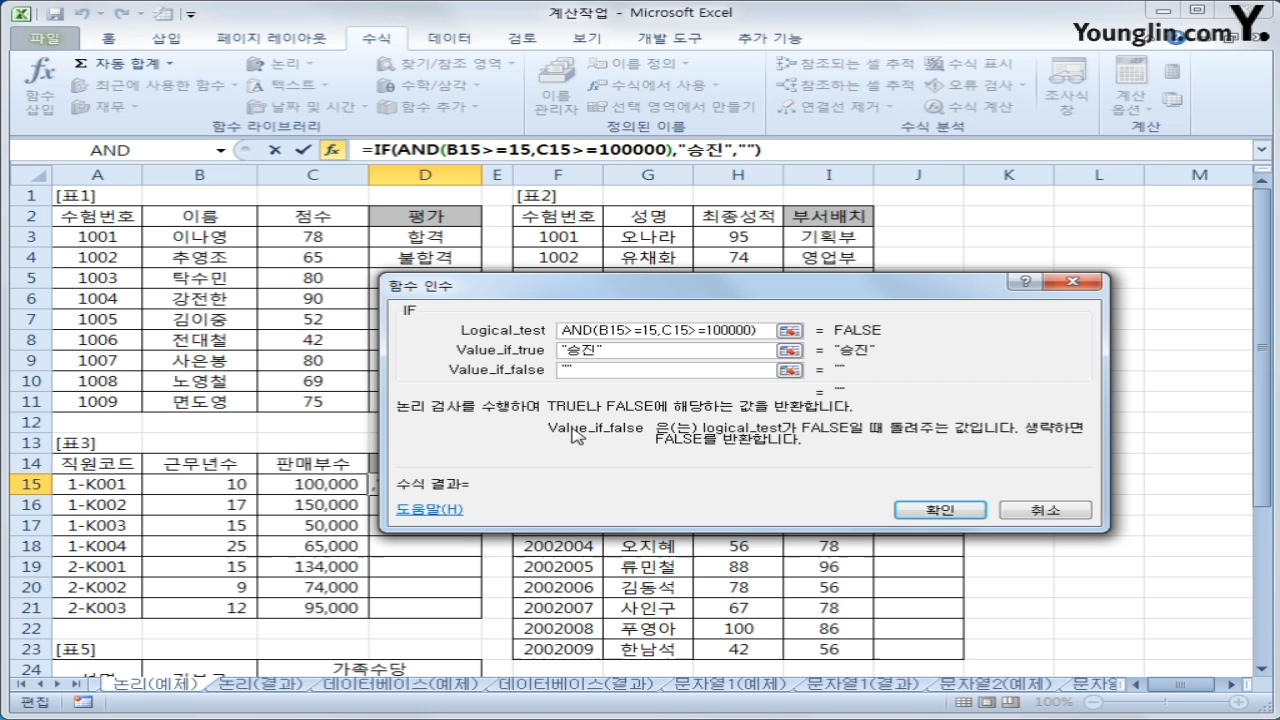 계산작업 - Microsoft Excel
Younglin.com Y.
파일 홈 삽입 페이지 레이아웃 수식 데이터 검토 보기 개발 도구 추가 기능
Σ 자동 합계 논리 찾기/참조 영역 이름 정의 참조되는 셀 추적 수식 표시
최근에 사용한 함수 텍스트 수학/삼각 수식에서 사용 참조하는 셀 추적 오류 검사
재무 날짜 및 시간 함수 추가 선택 영역에서 만들기 연결선 제거 수식 계산
fx 함수 삽입 이름 관리자 조사식 창 계산 옵션
함수 라이브러리 정의된 이름 수식 분석 계산
AND fx =IF(AND(B15>=15,C15>=100000),"승진","")
A B C D E F G H I J K L M
1 [표1] [표2]
2 수험번호 이름 점수 평가 수험번호 성명 최종성적 부서배치
3 1001 이나영 78 합격 1001 오나라 95 기획부
4 1002 추영조 65 불합격 1002 유채화 74 영업부
5 1003 탁수민 80
6 1004 강전한 90
7 1005 김이중 52
8 1006 전대철 42
9 1007 사은봉 80
10 1008 노영철 69
11 1009 면도영 75
12
13 [표3]
14 직원코드 근무년수 판매부수
15 1-K001 10 100,000
16 1-K002 17 150,000
17 1-K003 15 50,000
18 1-K004 25 65,000 2002004 오지혜 56 78
19 2-K001 15 134,000 2002005 류민철 88 96
20 2-K002 9 74,000 2002006 김동석 78 56
21 2-K003 12 95,000 2002007 사인구 67 78
22 2002008 푸영아 100 86
23 [표5] 2002009 한남석 42 56
24 가족수당
함수 인수
IF
Logical_test AND(B15>=15,C15>=100000) = FALSE
Value_if_true "승진" = "승진"
Value_if_false "" = ""
= ""
논리 검사를 수행하여 TRUE나 FALSE에 해당하는 값을 반환합니다.
Value_if_false 은(는) logical_test가 FALSE일 때 돌려주는 값입니다. 생략하면
FALSE를 반환합니다.
수식 결과=
도움말(H) 확인 취소
논리(예제) 논리(결과) 데이터베이스(예제) 데이터베이스(결과) 문자열1(예제) 문자열1(결과) 문자열2(예제)
편집 100%